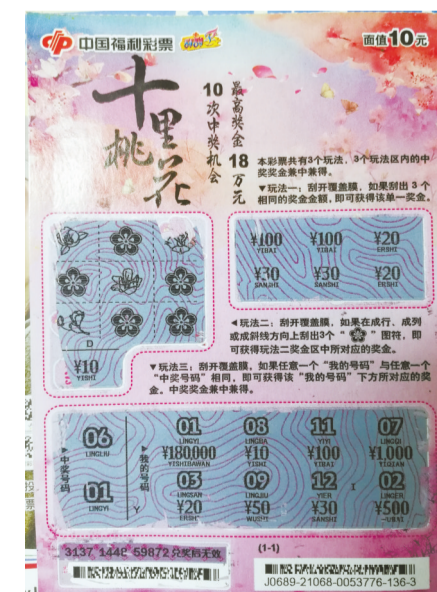 中国福利彩票
面值10元
十里桃花
10次中奖机会
最高奖金18万元
本彩票共有3个玩法，3个玩法区内的中
奖奖金兼中兼得。
▼玩法一：刮开覆盖膜，如果刮出3个
相同的奖金金额，即可获得该单一奖金。
¥100 ¥100 ¥20
YIBAI YIBAI ERSHI
¥30 ¥30 ¥20
SANSHI SANSHI ERSHI
D
¥10
YISHI
◀玩法二：刮开覆盖膜，如果在成行、成列
或成斜线方向上刮出3个“ ”图符，即
可获得玩法二奖金区中所对应的奖金。
▼玩法三：刮开覆盖膜，如果任意一个“我的号码”与任意一个
“中奖号码”相同，即可获得该“我的号码”下方所对应的奖
金。中奖奖金兼中兼得。
中奖号码
06
LINGLIU
01
LINGYI
Y
我的号码
01 08 11 07
LINGYI LINGBA YIYI LINGQI
¥180,000 ¥10 ¥100 ¥1,000
YISHIBAWAN YISHI YIBAI YIQIAN
03 09 12 02
LINGSAN LINGJIU YIER LINGER
¥20 ¥50 ¥30 ¥500
ERSHI WUSHI SANSHI WUBAI
I
3137 1448 59872 兑奖后无效
(1-1)
J0689-21068-0053776-136-3